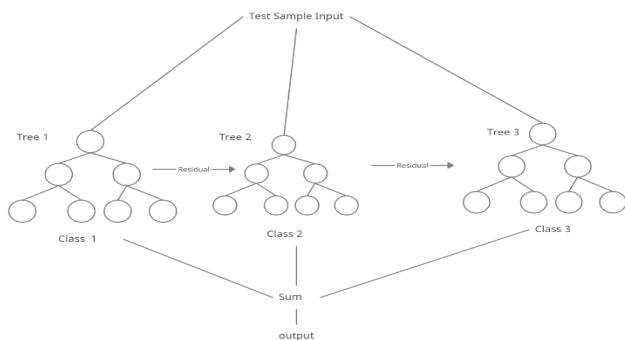 Test Sample Input
Tree 1
Tree 2
Tree 3
Residual
Residual
Class 1
Class 2
Class 3
Sum
output